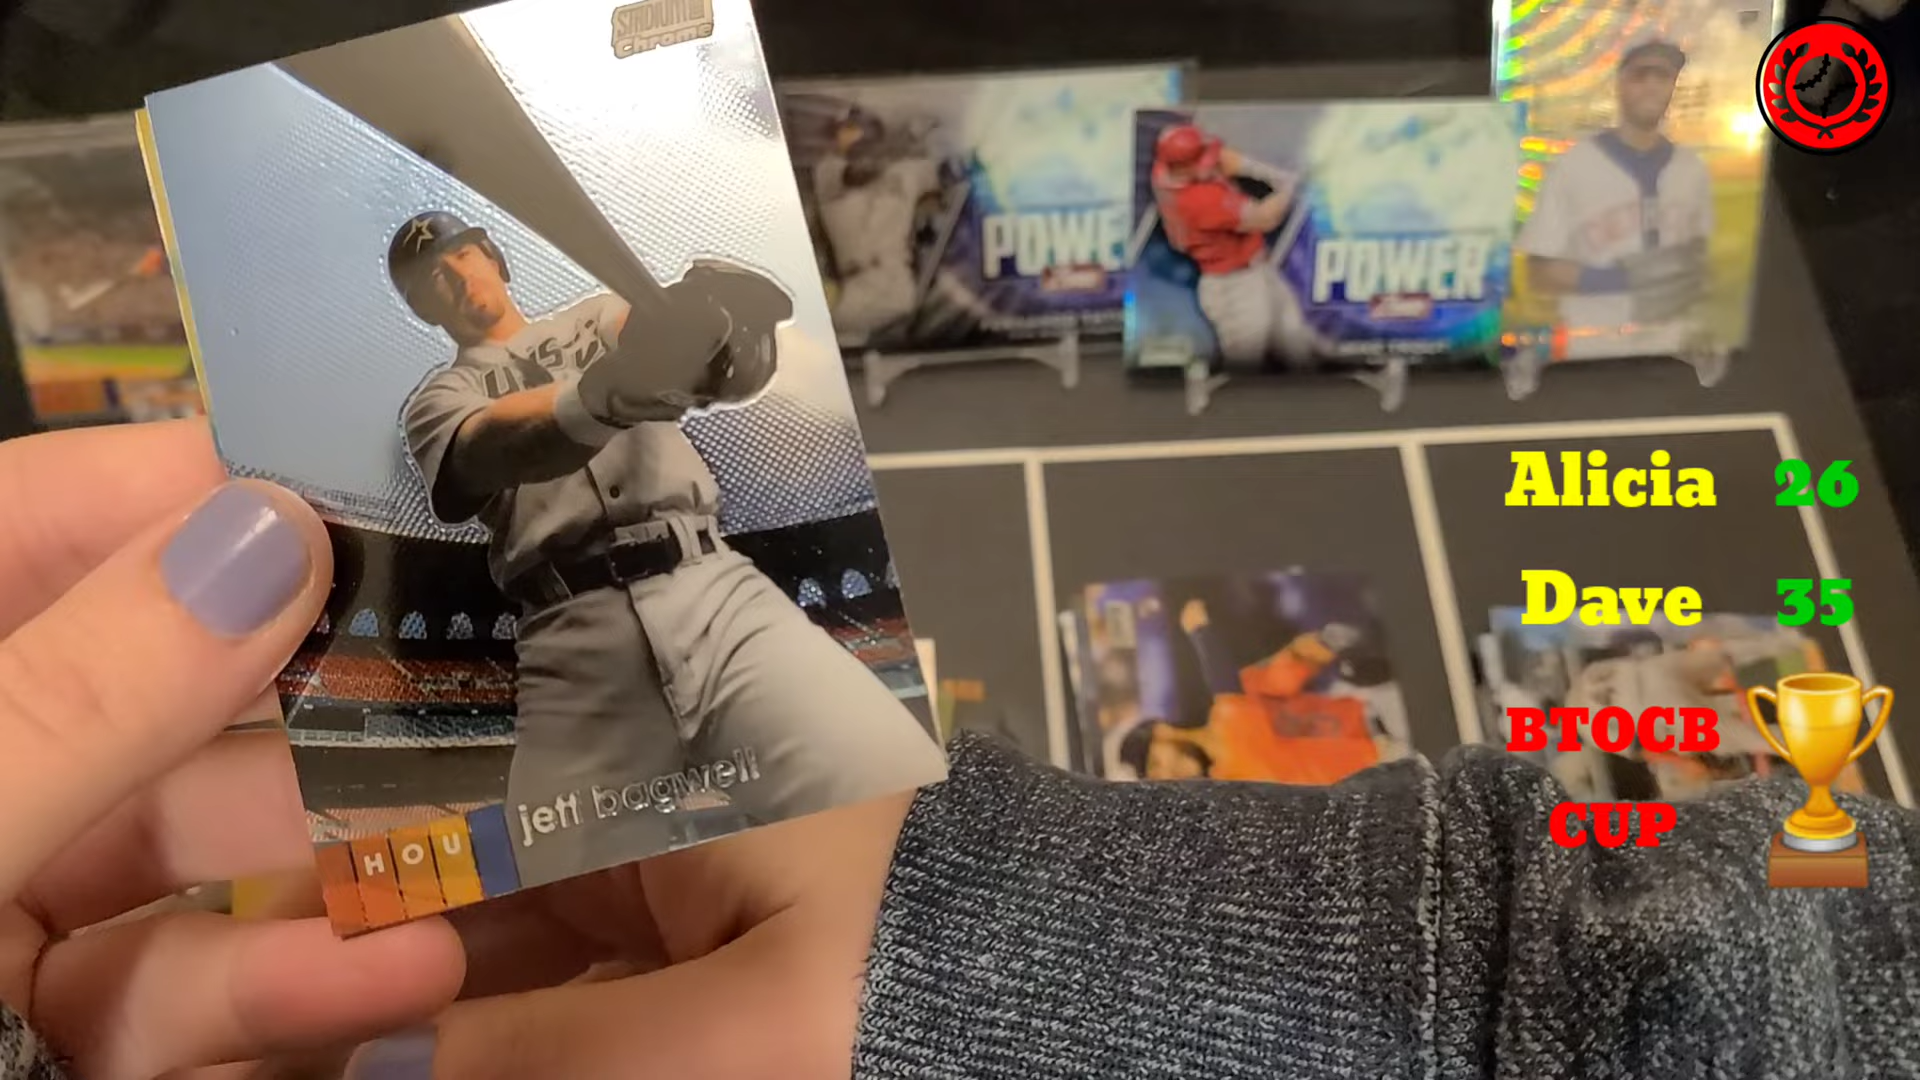 STADIUM
Chrome
POWE
POWER
Alicia 26
Dave 35
BTOCB
CUP
jeff bagwell
HOU